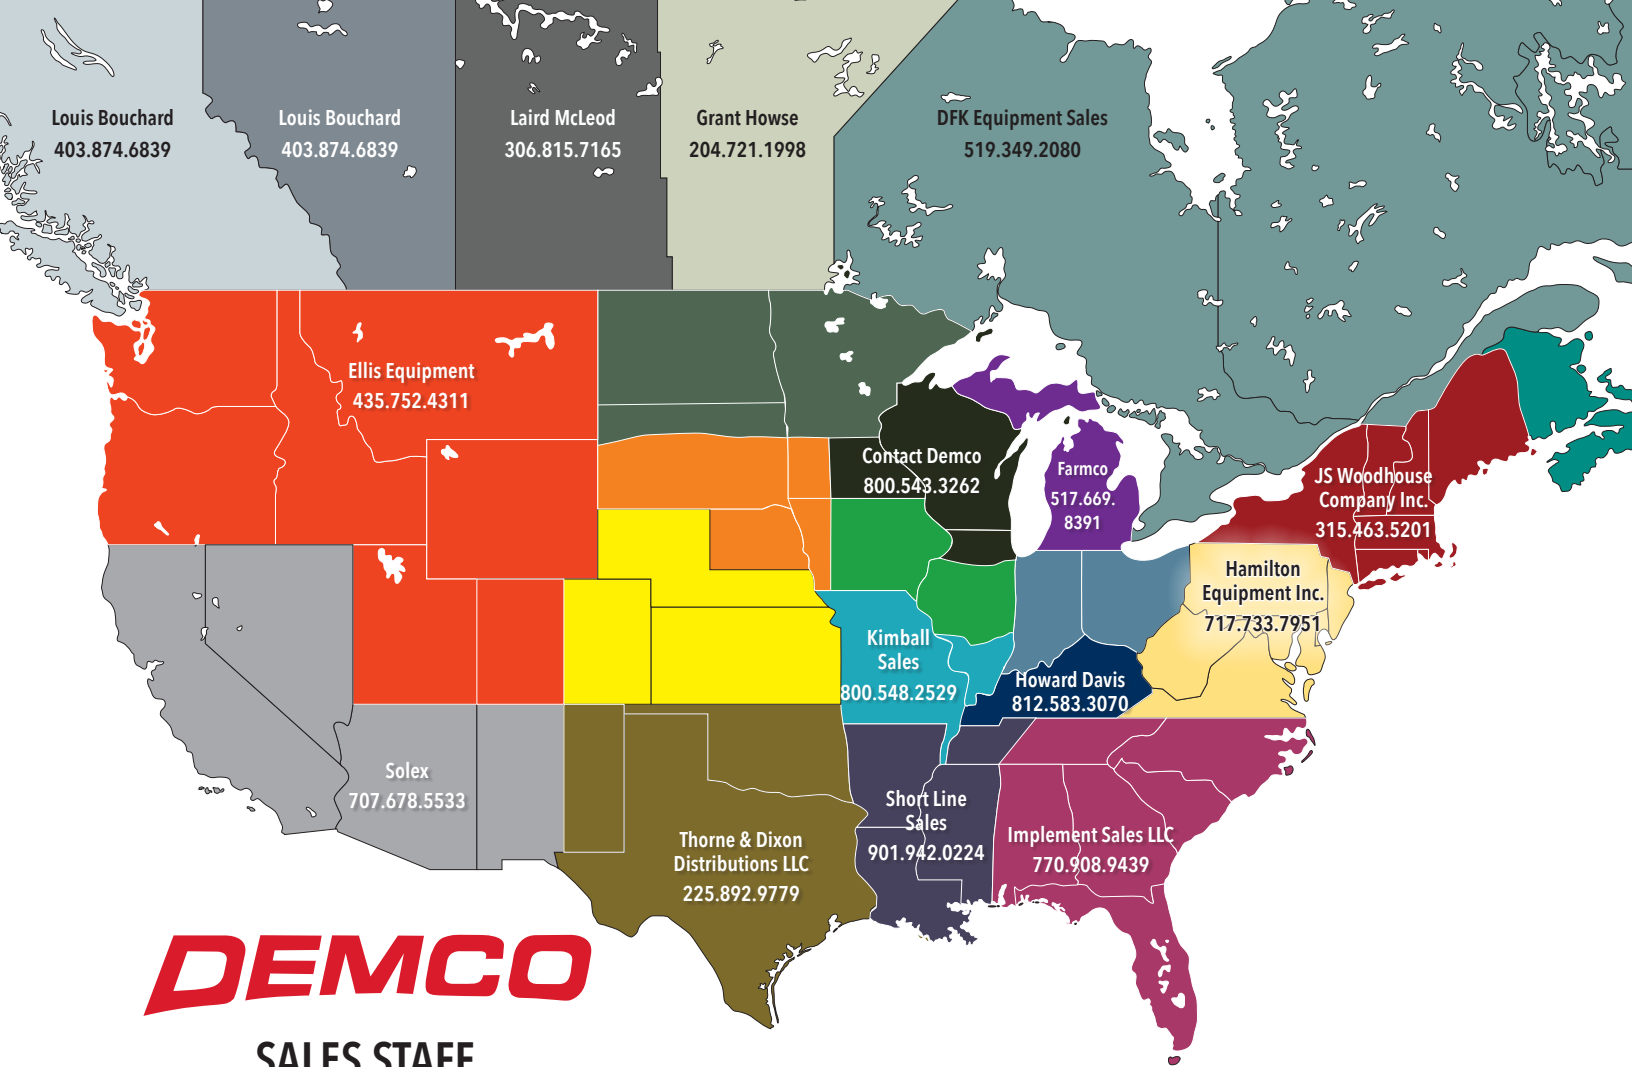 Louis Bouchard
403.874.6839
Louis Bouchard
403.874.6839
Laird McLeod
306.815.7165
Grant Howse
204.721.1998
DFK Equipment Sales
519.349.2080
Ellis Equipment
435.752.4311
Contact Demco
800.543.3262
Farmco
517.669.
8391
JS Woodhouse
Company Inc.
315.463.5201
Hamilton
Equipment Inc.
717.733.7951
Kimball
Sales
800.548.2529
Howard Davis
812.583.3070
Solex
707.678.5533
Thorne & Dixon
Distributions LLC
225.892.9779
Short Line
Sales
901.942.0224
Implement Sales LLC
770.908.9439
DEMCO
SALES STAFF